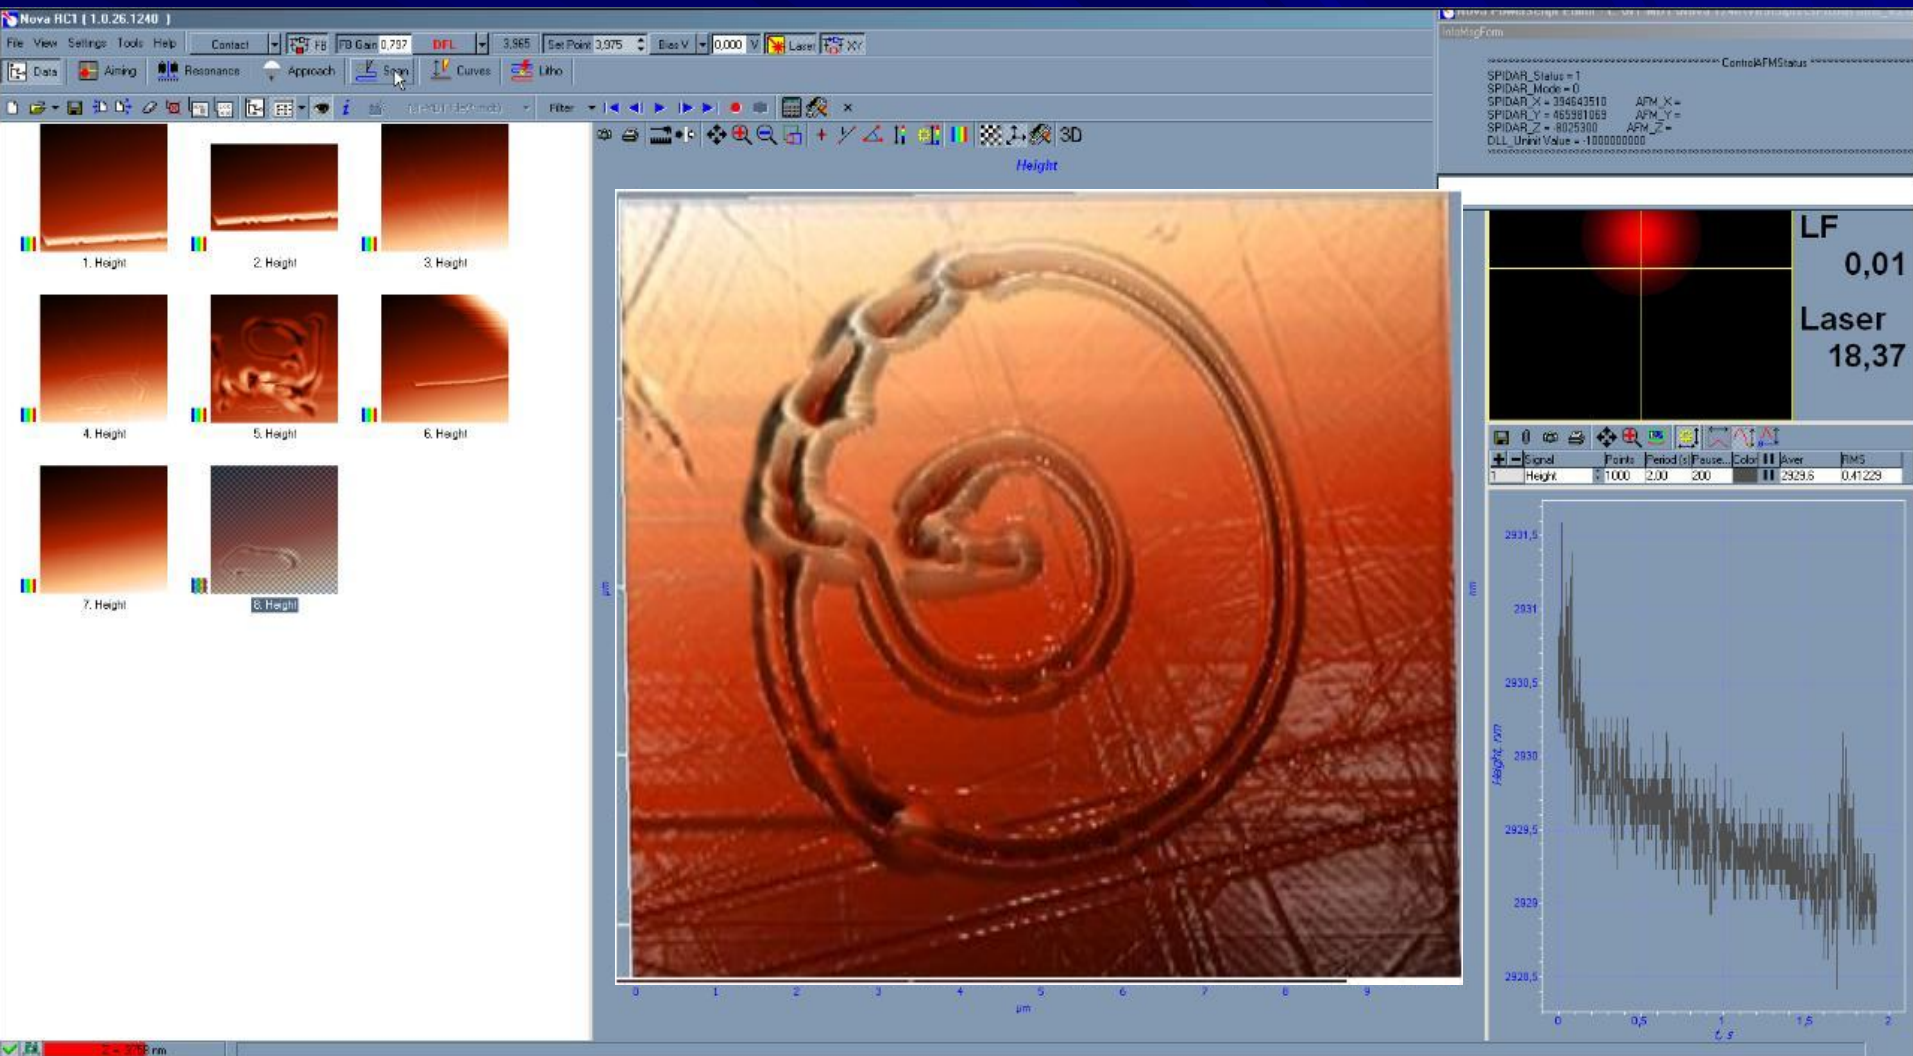 Nova RC1 ( 1.0.26.1240 )
File View Settings Tools Help Contact FB FB Gain 0,797 DFL 3,965 Set Point 3,975 Bias V 0,000 V Laser XY
Data Aiming Resonance Approach Scan Curves Litho
Filter 3D
Height
1. Height
2. Height
3. Height
4. Height
5. Height
6. Height
7. Height
8. Height
µm
0 1 2 3 4 5 6 7 8 9
µm
nm
InfoMsgForm
ControlAFMStatus
SPIDAR_Status = 1
SPIDAR_Mode = 0
SPIDAR_X = 394643510 AFM_X =
SPIDAR_Y = 465981069 AFM_Y =
SPIDAR_Z = -8025300 AFM_Z =
DLL_Uninit Value = -1000000000
LF
0,01
Laser
18,37
Signal Points Period (s) Pause... Color Aver RMS
1 Height 1000 2,00 200 2929,6 0,41229
2931,5
2931
2930,5
2930
2929,5
2929
2928,5
Height, nm
0 0,5 1 1,5 2
t, s